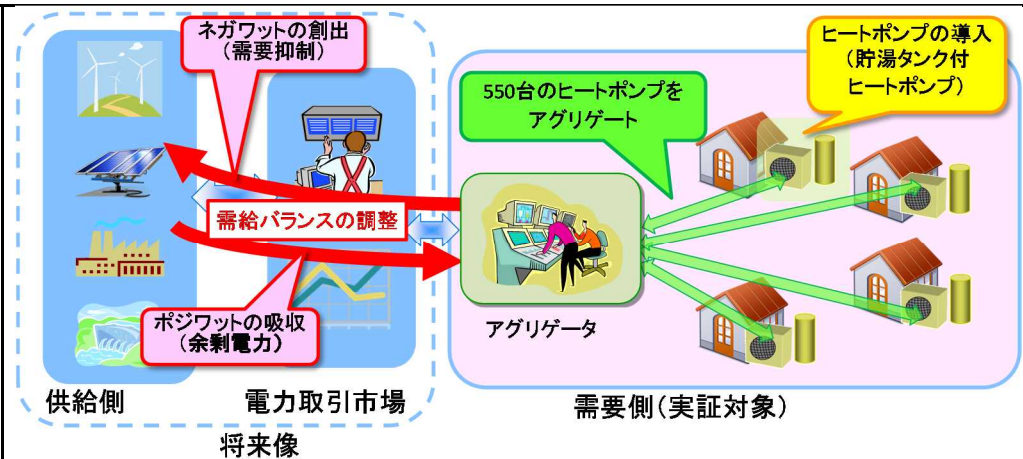 ネガワットの創出
(需要抑制)
ヒートポンプの導入
(貯湯タンク付
ヒートポンプ)
550台のヒートポンプを
アグリゲート
需給バランスの調整
ポジワットの吸収
(余剰電力)
アグリゲータ
供給側
電力取引市場
需要側(実証対象)
将来像